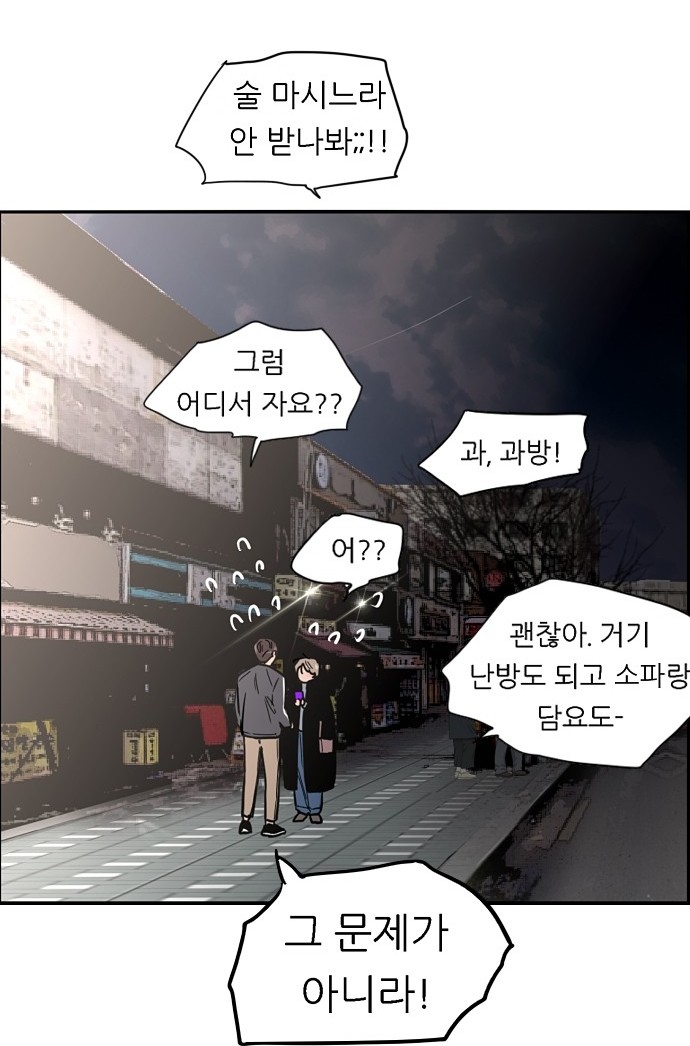 술 마시느라
안 받나봐;;!!
그럼
어디서 자요??
과, 과방!
어??
괜찮아. 거기
난방도 되고 소파랑
담요도-
그 문제가
아니라!